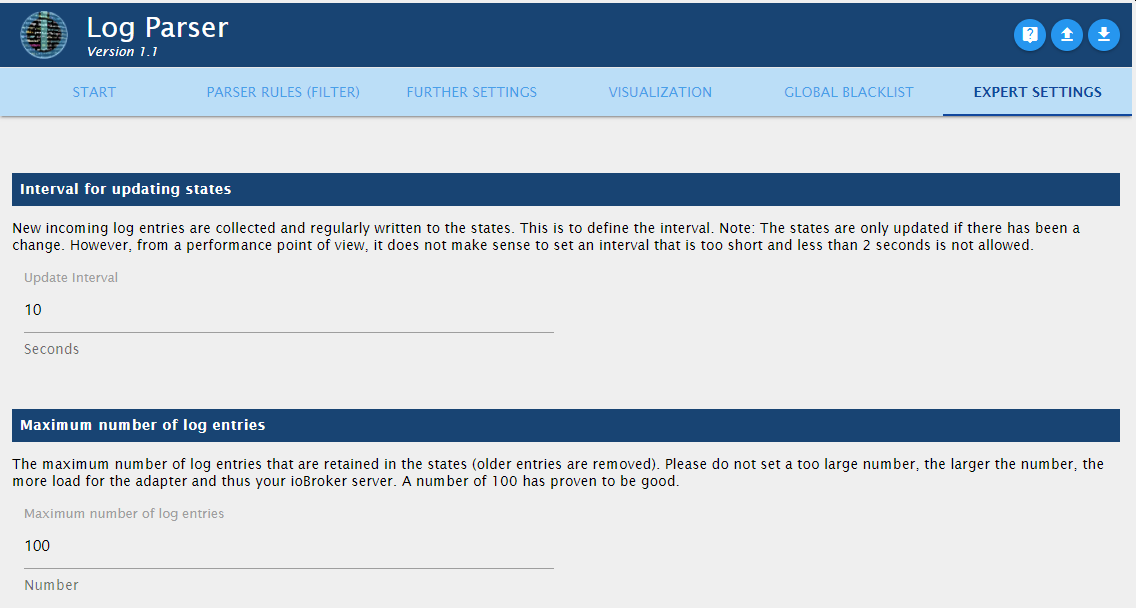 Log Parser
Version 1.1
START PARSER RULES (FILTER) FURTHER SETTINGS VISUALIZATION GLOBAL BLACKLIST EXPERT SETTINGS
Interval for updating states
New incoming log entries are collected and regularly written to the states. This is to define the interval. Note: The states are only updated if there has been a
change. However, from a performance point of view, it does not make sense to set an interval that is too short and less than 2 seconds is not allowed.
Update Interval
10
Seconds
Maximum number of log entries
The maximum number of log entries that are retained in the states (older entries are removed). Please do not set a too large number, the larger the number, the
more load for the adapter and thus your ioBroker server. A number of 100 has proven to be good.
Maximum number of log entries
100
Number